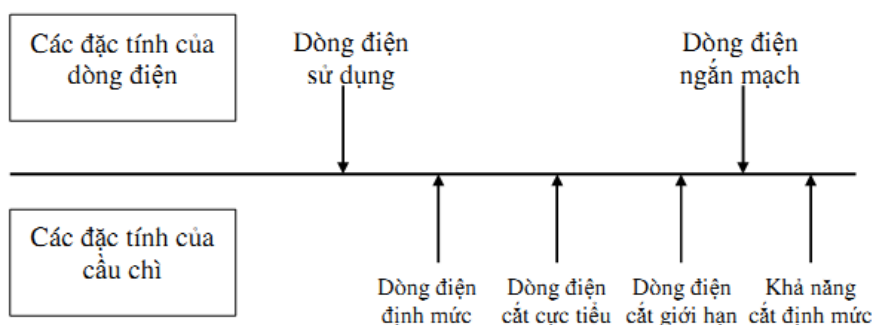 Các đặc tính của
dòng điện
Dòng điện
sử dụng
Dòng điện
ngắn mạch
Các đặc tính của
cầu chì
Dòng điện
định mức
Dòng điện
cắt cực tiểu
Dòng điện
cắt giới hạn
Khả năng
cắt định mức